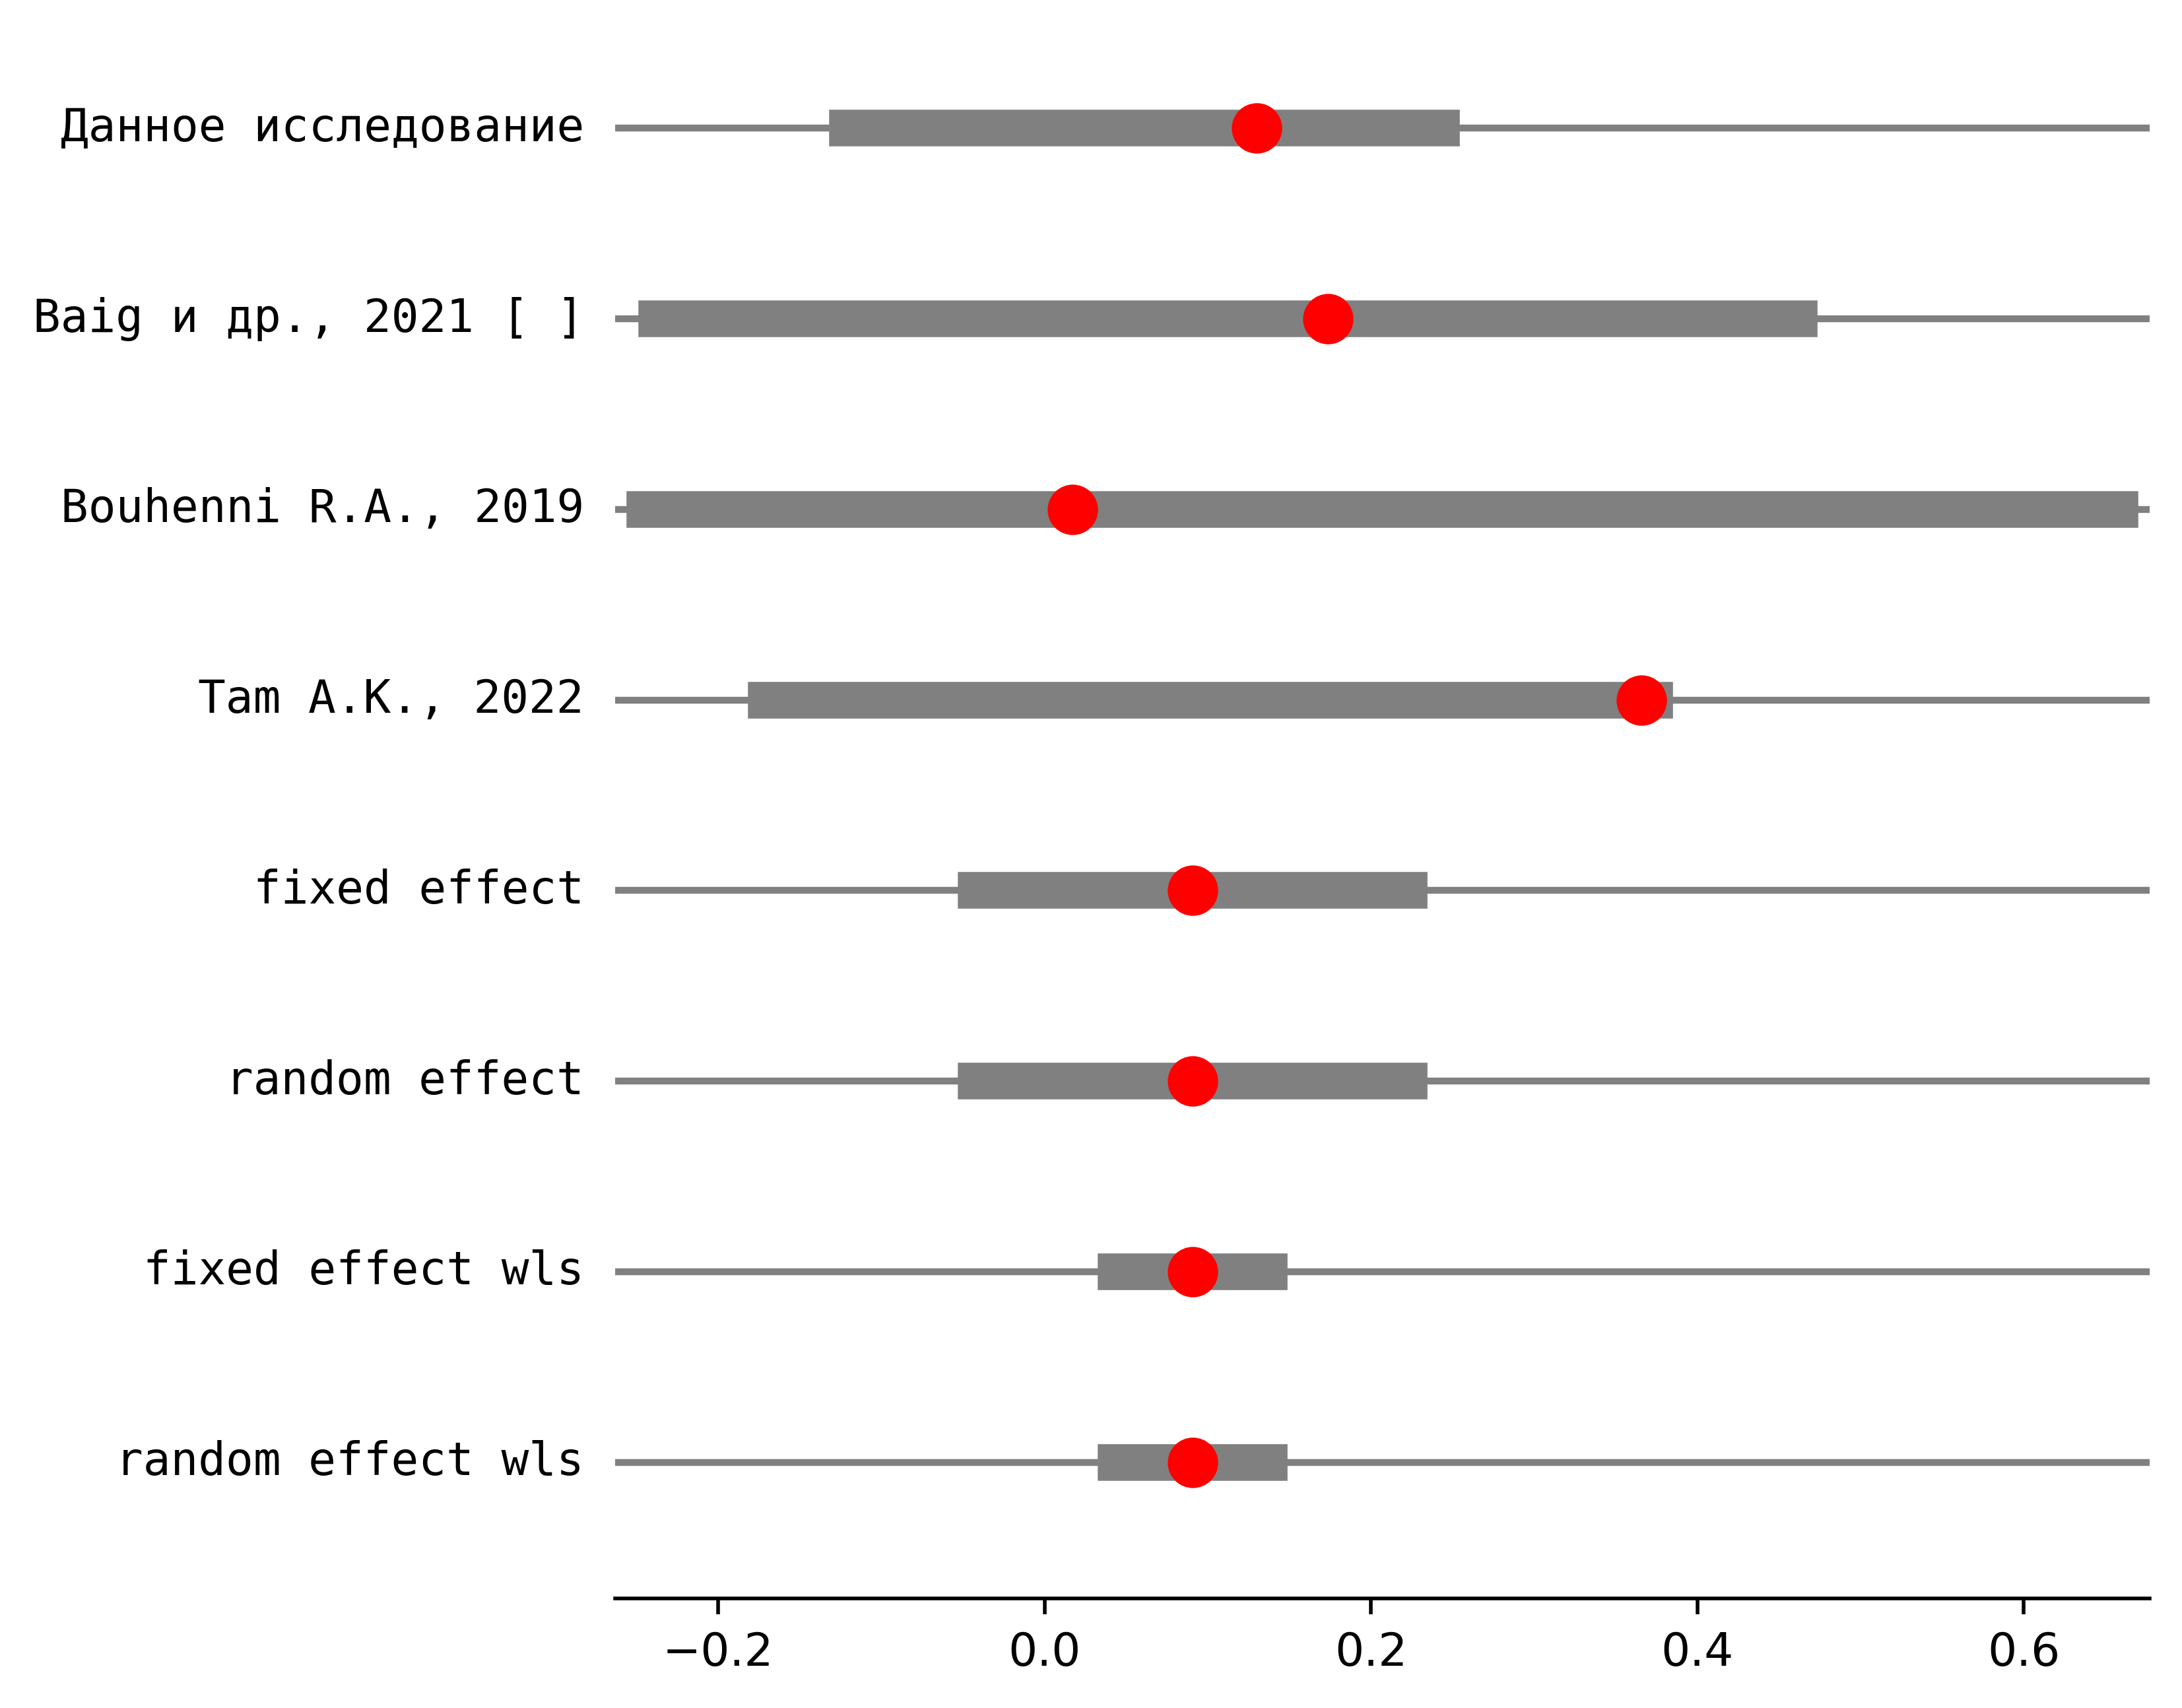 Данное исследование
Baig и др., 2021 [ ]
Bouhenni R.A., 2019
Tam A.K., 2022
fixed effect
random effect
fixed effect wls
random effect wls
−0.2 0.0 0.2 0.4 0.6